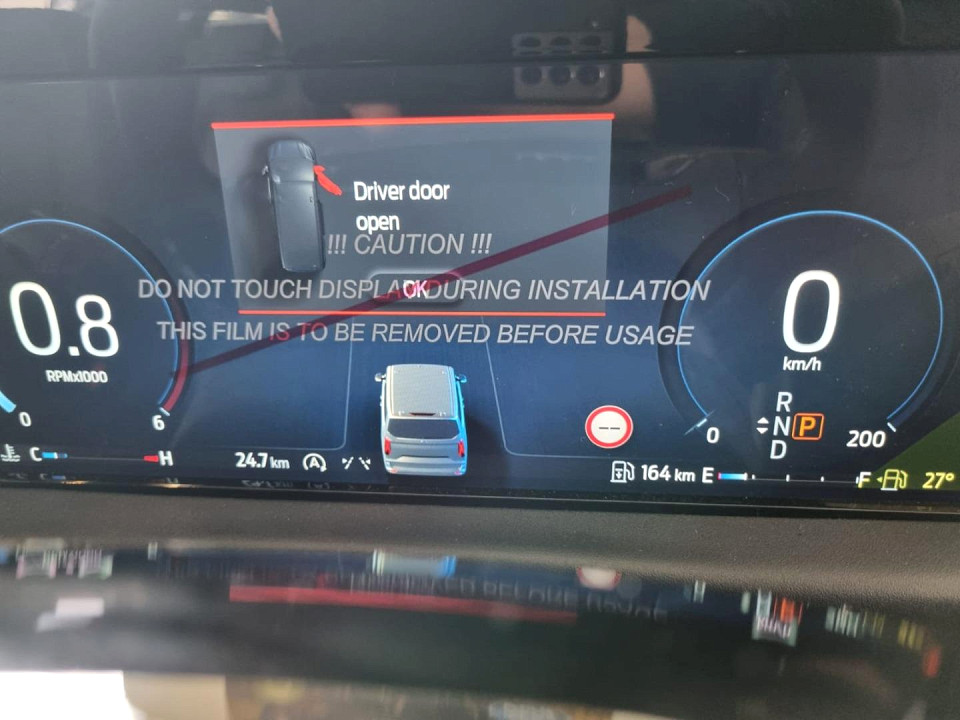 Driver door
open
!!! CAUTION !!!
DO NOT TOUCH DISPLAY DURING INSTALLATION
OK
THIS FILM IS TO BE REMOVED BEFORE USAGE
0.8
RPMx1000
0
6
0
km/h
R
N P
D
0
200
C H
24.7 km
A
--
164 km E F 27°